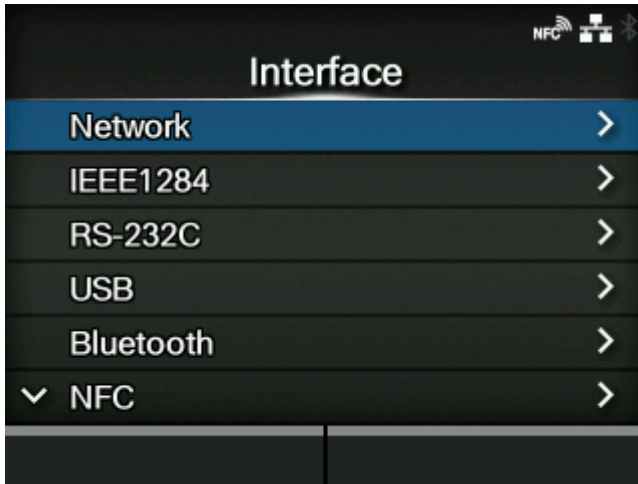 NFC
Interface
Network
IEEE1284
RS-232C
USB
Bluetooth
NFC